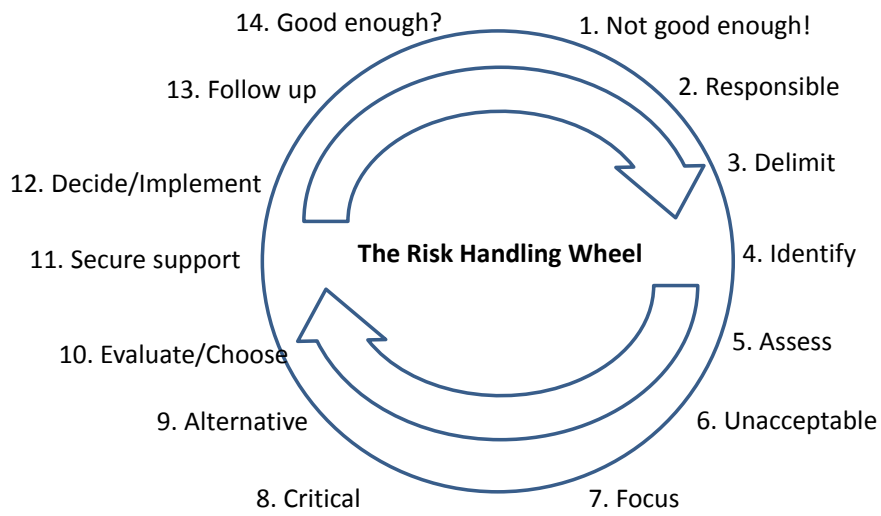 14. Good enough?
1. Not good enough!
13. Follow up
2. Responsible
3. Delimit
12. Decide/Implement
11. Secure support
The Risk Handling Wheel
4. Identify
10. Evaluate/Choose
5. Assess
9. Alternative
6. Unacceptable
8. Critical
7. Focus